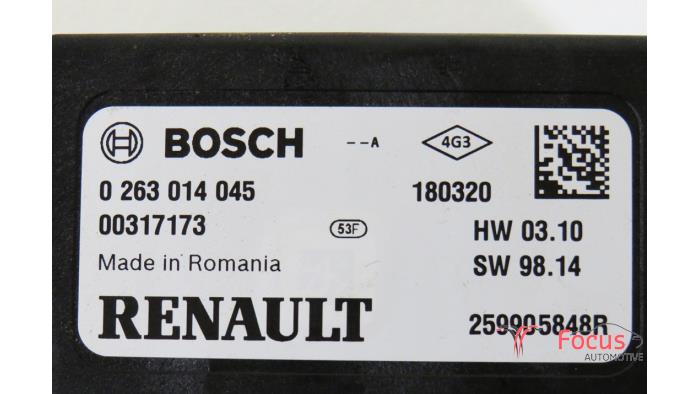 BOSCH --A 4G3
0 263 014 045 180320
00317173 53F HW 03.10
Made in Romania SW 98.14
RENAULT 259905848R
Focus
AUTOMOTIVE